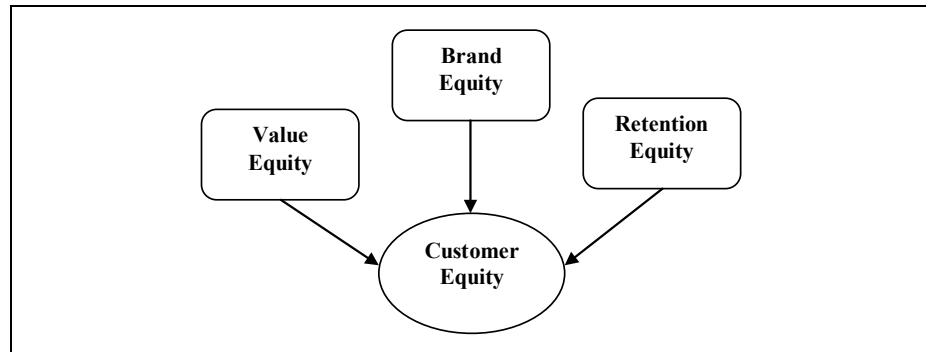 Brand
Equity
Value
Equity
Retention
Equity
Customer
Equity